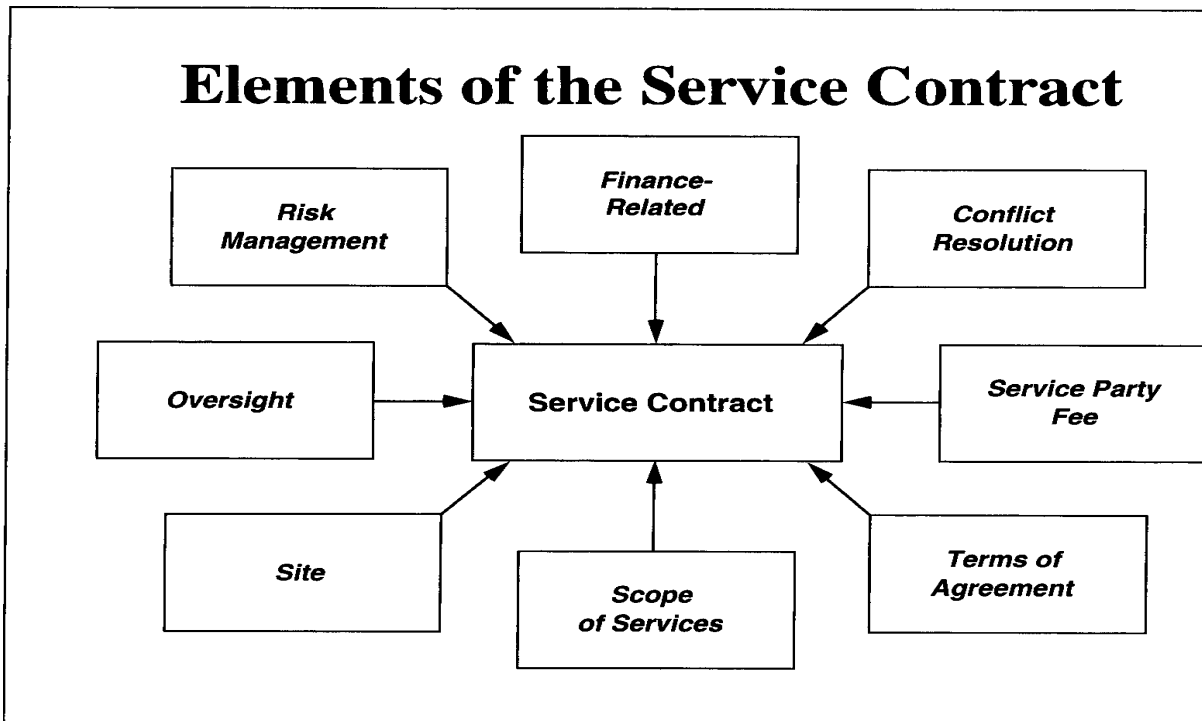 Elements of the Service Contract
Finance-
Related
Risk
Management
Conflict
Resolution
Oversight
Service Contract
Service Party
Fee
Site
Scope
of Services
Terms of
Agreement